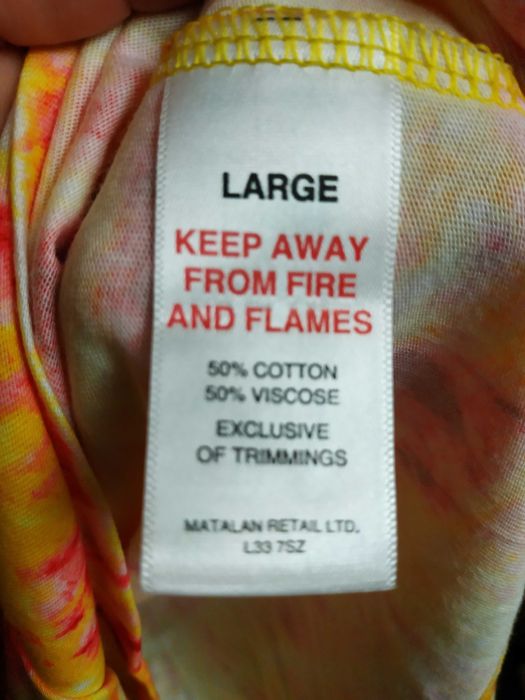 LARGE
KEEP AWAY
FROM FIRE
AND FLAMES
50% COTTON
50% VISCOSE
EXCLUSIVE
OF TRIMMINGS
MATALAN RETAIL LTD.
L33 7SZ